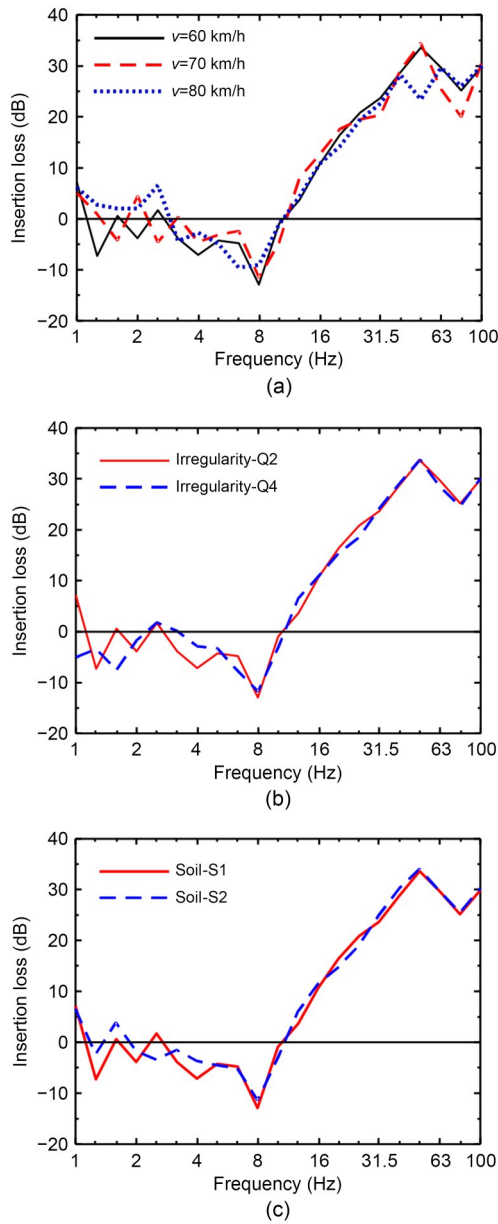 40
30
20
10
0
−10
−20
Insertion loss (dB)
v=60 km/h
v=70 km/h
v=80 km/h
1 2 4 8 16 31.5 63 100
Frequency (Hz)
(a)
40
30
20
10
0
−10
−20
Insertion loss (dB)
Irregularity-Q2
Irregularity-Q4
1 2 4 8 16 31.5 63 100
Frequency (Hz)
(b)
40
30
20
10
0
−10
−20
Insertion loss (dB)
Soil-S1
Soil-S2
1 2 4 8 16 31.5 63 100
Frequency (Hz)
(c)